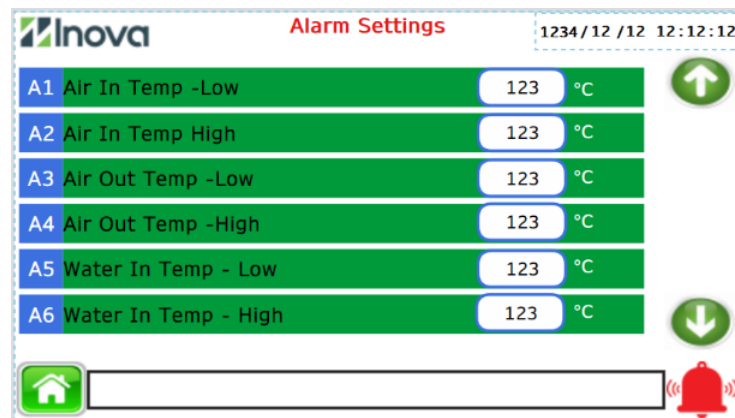 Inova
Alarm Settings
1234/12/12 12:12:12
A1 Air In Temp -Low 123 °C
A2 Air In Temp High 123 °C
A3 Air Out Temp -Low 123 °C
A4 Air Out Temp -High 123 °C
A5 Water In Temp - Low 123 °C
A6 Water In Temp - High 123 °C